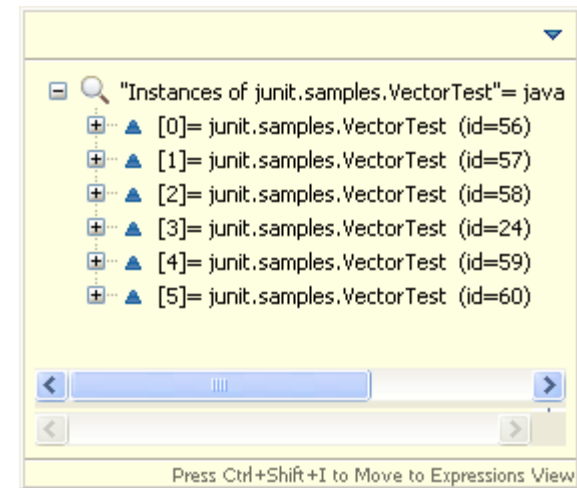 "Instances of junit.samples.VectorTest"= java
[0]= junit.samples.VectorTest (id=56)
[1]= junit.samples.VectorTest (id=57)
[2]= junit.samples.VectorTest (id=58)
[3]= junit.samples.VectorTest (id=24)
[4]= junit.samples.VectorTest (id=59)
[5]= junit.samples.VectorTest (id=60)
Press Ctrl+Shift+I to Move to Expressions View